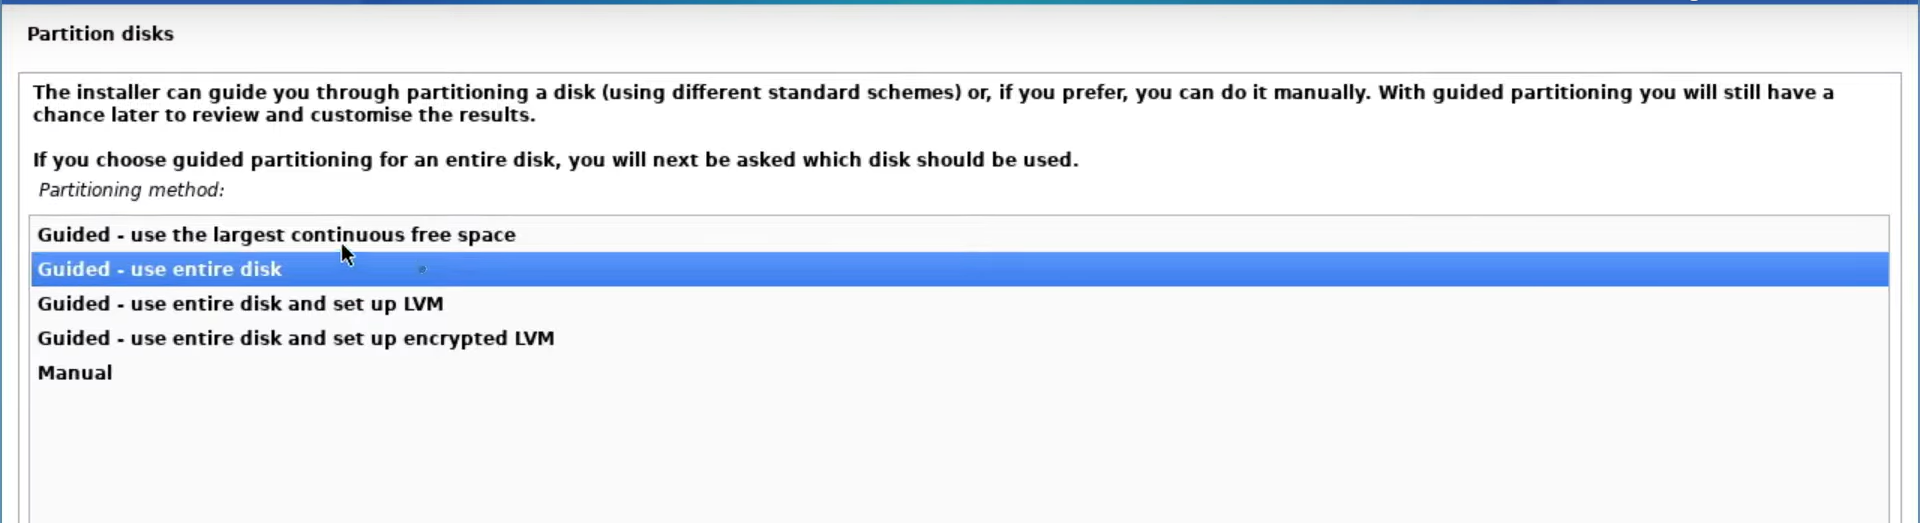 Partition disks
The installer can guide you through partitioning a disk (using different standard schemes) or, if you prefer, you can do it manually. With guided partitioning you will still have a
chance later to review and customise the results.
If you choose guided partitioning for an entire disk, you will next be asked which disk should be used.
Partitioning method:
Guided - use the largest continuous free space
Guided - use entire disk
Guided - use entire disk and set up LVM
Guided - use entire disk and set up encrypted LVM
Manual